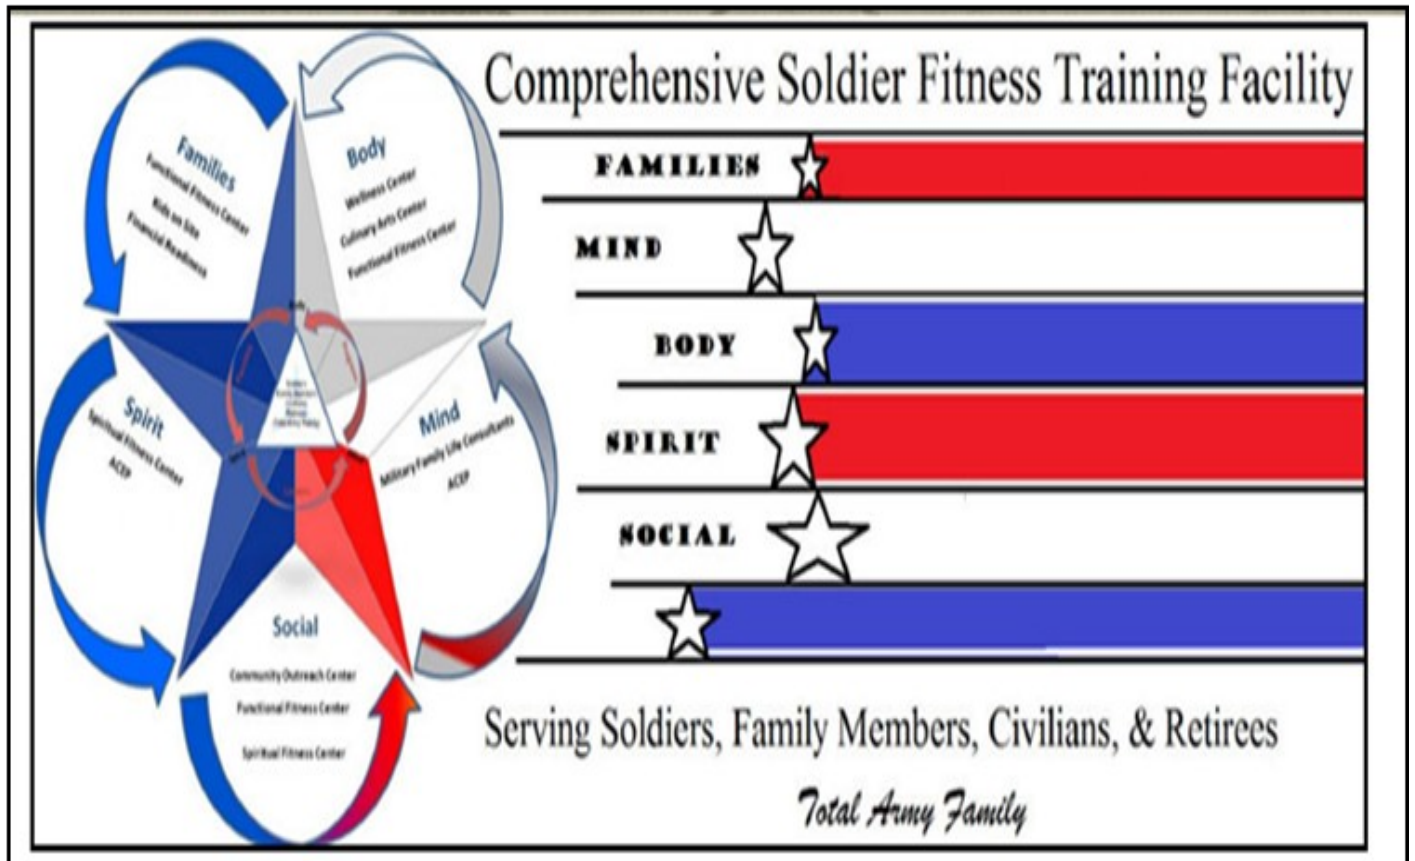 Comprehensive Soldier Fitness Training Facility
Families
Functional Fitness Center
Kids on Site
Financial Readiness
Body
Wellness Center
Culinary Arts Center
Functional Fitness Center
Spirit
Spiritual Fitness Center
ACEP
Mind
Military Family Life Consultants
ACEP
Social
Community Outreach Center
Functional Fitness Center
Spiritual Fitness Center
FAMILIES
MIND
BODY
SPIRIT
SOCIAL
Serving Soldiers, Family Members, Civilians, & Retirees
Total Army Family